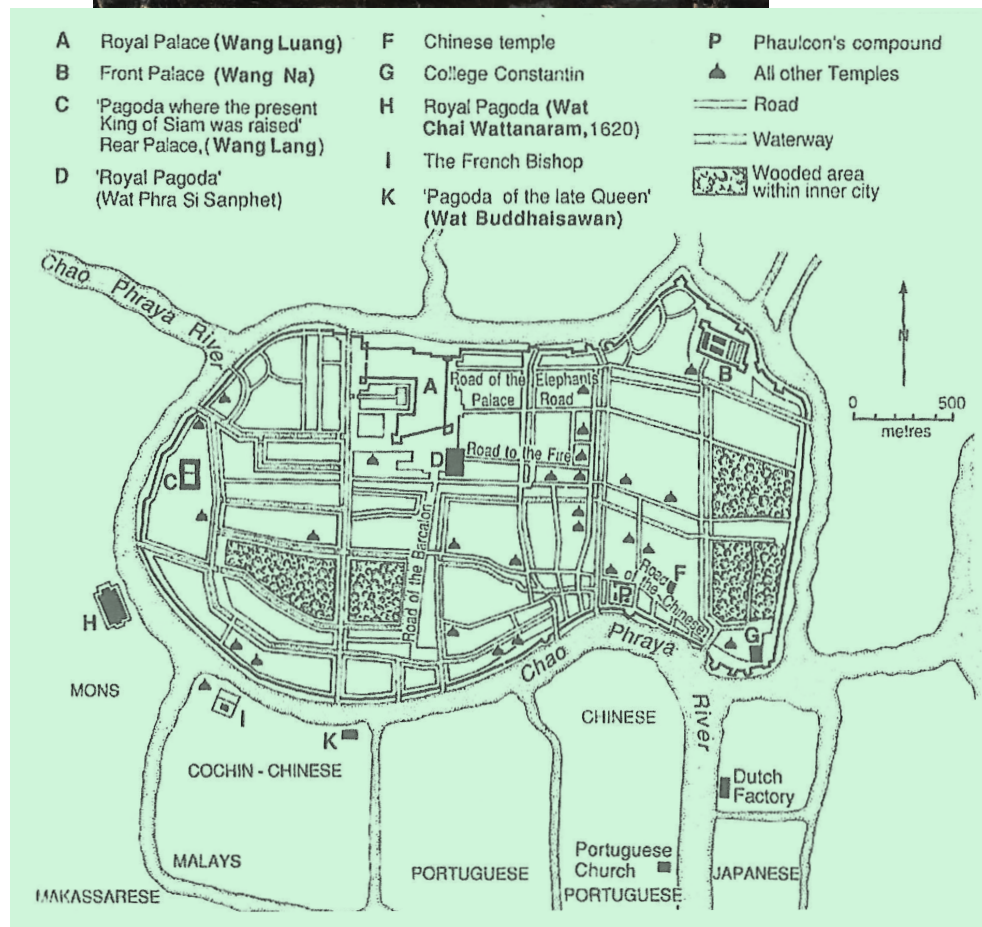 A Royal Palace (Wang Luang)
B Front Palace (Wang Na)
C 'Pagoda where the present
King of Siam was raised'
Rear Palace,(Wang Lang)
D 'Royal Pagoda'
(Wat Phra Si Sanphet)
F Chinese temple
G College Constantin
H Royal Pagoda (Wat
Chai Wattanaram,1620)
I The French Bishop
K 'Pagoda of the late Queen'
(Wat Buddhaisawan)
P Phaulcon's compound
All other Temples
Road
Waterway
Wooded area
within inner city
Chao Phraya River
N
0 500
metres
A
B
Road of the
Palace
Elephants
Road
D
Road to the Fire
C
Road of the Barcalon
F
Road
of the Chinese
P
G
H
Chao Phraya River
MONS
I
K
COCHIN - CHINESE
CHINESE
Dutch
Factory
MALAYS
MAKASSARESE
PORTUGUESE
Portuguese
Church
PORTUGUESE
JAPANESE